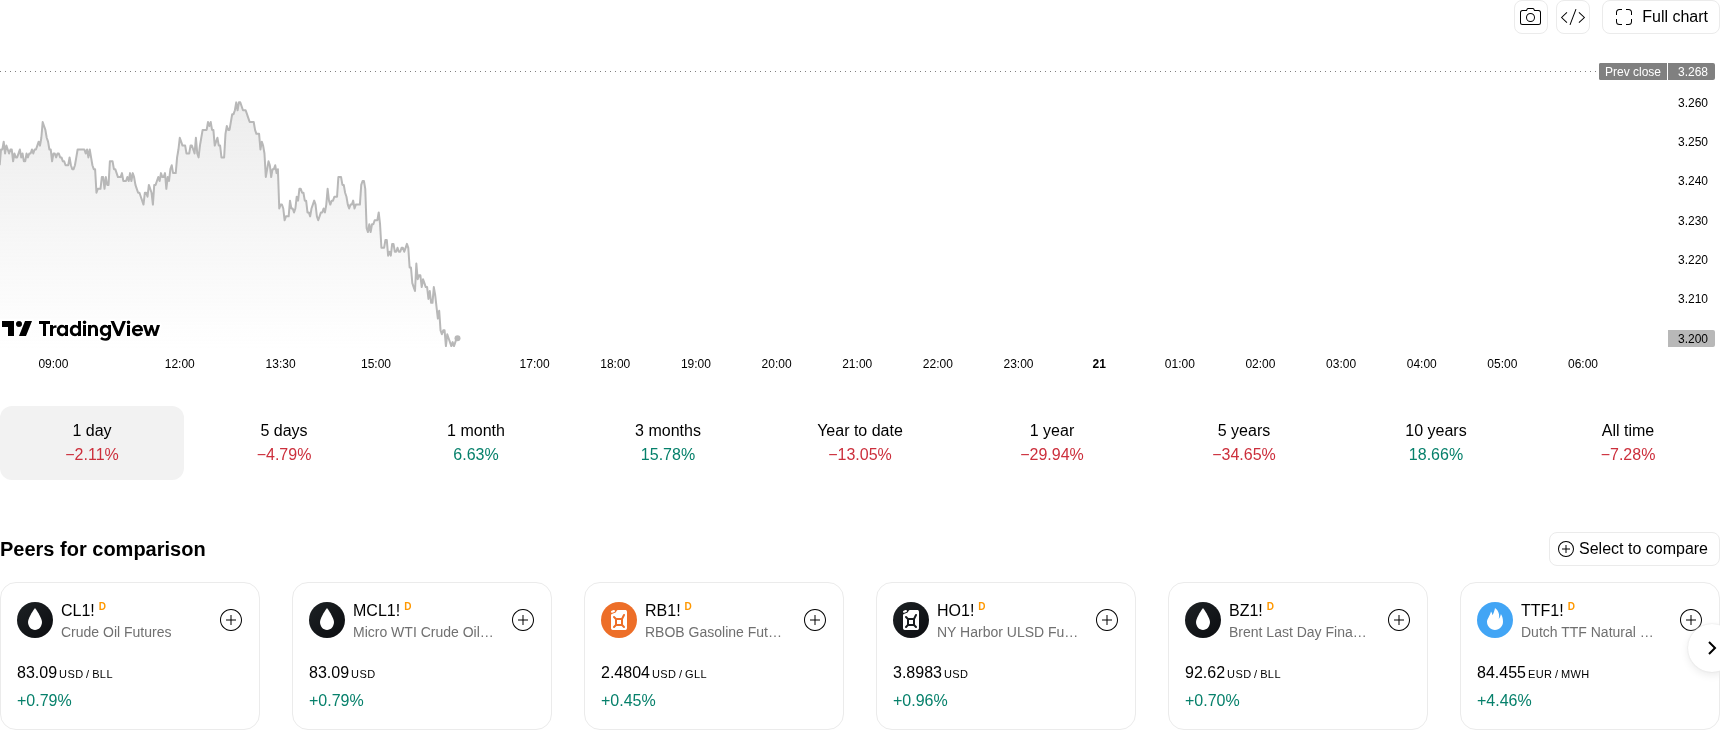 Full chart
Prev close 3.268
3.260
3.250
3.240
3.230
3.220
3.210
3.200
TradingView
09:00 12:00 13:30 15:00 17:00 18:00 19:00 20:00 21:00 22:00 23:00 21 01:00 02:00 03:00 04:00 05:00 06:00
1 day 5 days 1 month 3 months Year to date 1 year 5 years 10 years All time
−2.11% −4.79% 6.63% 15.78% −13.05% −29.94% −34.65% 18.66% −7.28%
Peers for comparison Select to compare
CL1! D MCL1! D RB1! D HO1! D BZ1! D TTF1! D
Crude Oil Futures Micro WTI Crude Oil… RBOB Gasoline Fut… NY Harbor ULSD Fu… Brent Last Day Fina… Dutch TTF Natural …
83.09 USD / BLL 83.09 USD 2.4804 USD / GLL 3.8983 USD 92.62 USD / BLL 84.455 EUR / MWH
+0.79% +0.79% +0.45% +0.96% +0.70% +4.46%